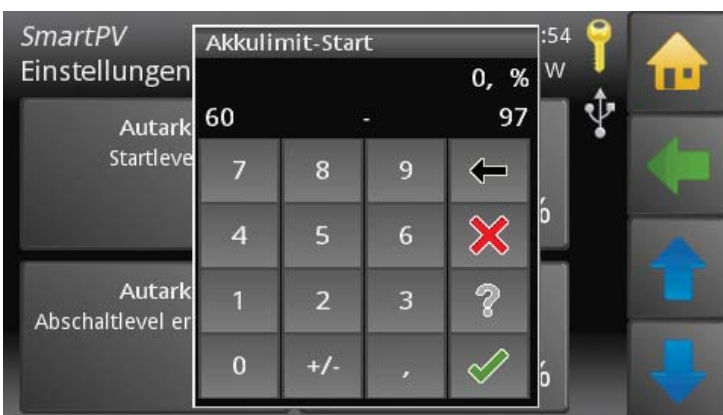 SmartPV
Einstellungen
:54
W
Akkulimit-Start
0, %
60 - 97
Autark
Startleve
7 8 9
4 5 6
1 2 3 ?
0 +/- ,
Autark
Abschaltlevel er
%
%